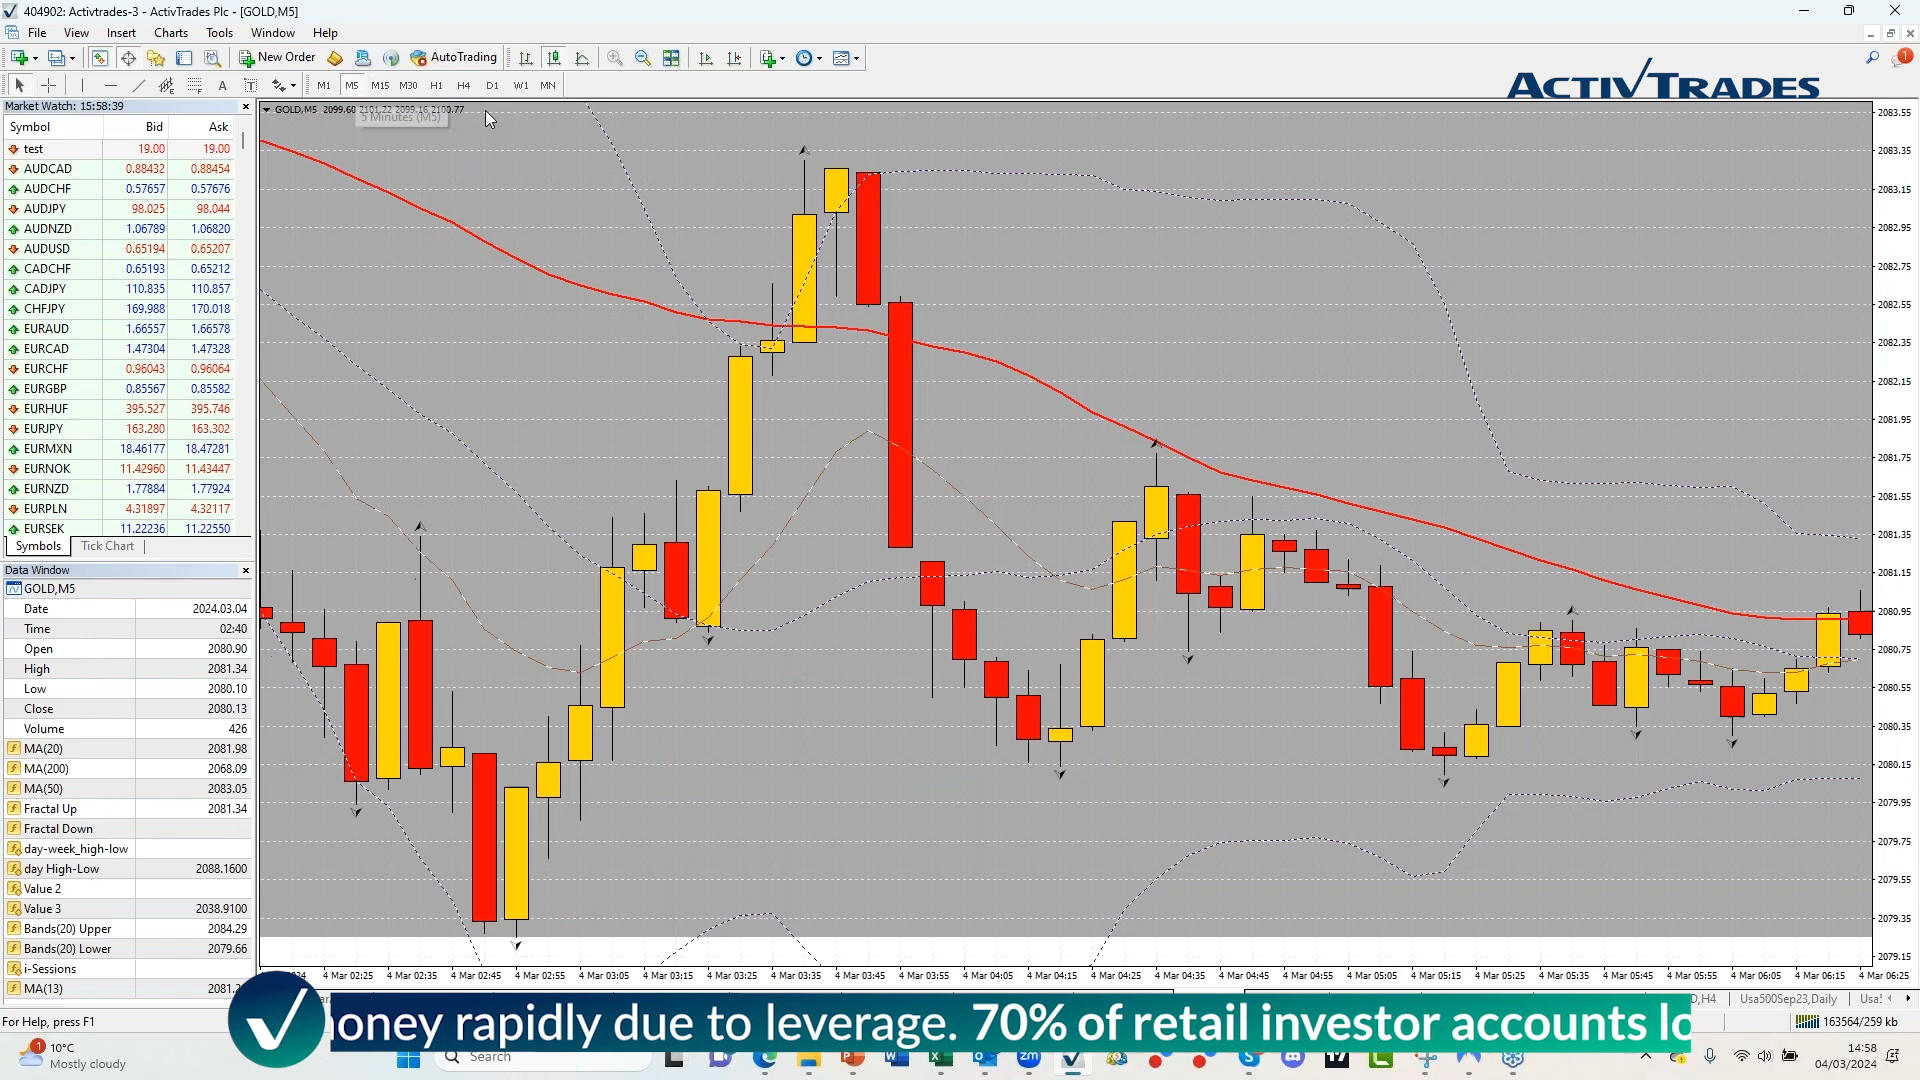 404902: Activtrades-3 - ActivTrades Plc - [GOLD,M5]
File View Insert Charts Tools Window Help
New Order AutoTrading
A T M1 M5 M15 M30 H1 H4 D1 W1 MN
ACTIVTRADES
Market Watch: 15:58:39
Symbol Bid Ask
test 19.00 19.00
AUDCAD 0.88432 0.88454
AUDCHF 0.57657 0.57676
AUDJPY 98.025 98.044
AUDNZD 1.06789 1.06820
AUDUSD 0.65194 0.65207
CADCHF 0.65193 0.65212
CADJPY 110.835 110.857
CHFJPY 169.988 170.018
EURAUD 1.66557 1.66578
EURCAD 1.47304 1.47328
EURCHF 0.96043 0.96064
EURGBP 0.85567 0.85582
EURHUF 395.527 395.746
EURJPY 163.280 163.302
EURMXN 18.46177 18.47281
EURNOK 11.42960 11.43447
EURNZD 1.77884 1.77924
EURPLN 4.31897 4.32117
EURSEK 11.22236 11.22550
Symbols Tick Chart
Data Window
GOLD,M5
Date 2024.03.04
Time 02:40
Open 2080.90
High 2081.34
Low 2080.10
Close 2080.13
Volume 426
MA(20) 2081.98
MA(200) 2068.09
MA(50) 2083.05
Fractal Up 2081.34
Fractal Down
day-week_high-low
day High-Low 2088.1600
Value 2
Value 3 2038.9100
Bands(20) Upper 2084.29
Bands(20) Lower 2079.66
i-Sessions
MA(13)
GOLD,M5 2099.60 2101.22 2099.16 2100.77
5 Minutes (M5)
2083.55
2083.35
2083.15
2082.95
2082.75
2082.55
2082.35
2082.15
2081.95
2081.75
2081.55
2081.35
2081.15
2080.95
2080.75
2080.55
2080.35
2080.15
2079.95
2079.75
2079.55
2079.35
2079.15
4 Mar 02:25 4 Mar 02:35 4 Mar 02:45 4 Mar 02:55 4 Mar 03:05 4 Mar 03:15 4 Mar 03:25 4 Mar 03:35 4 Mar 03:45 4 Mar 03:55 4 Mar 04:05 4 Mar 04:15 4 Mar 04:25 4 Mar 04:35 4 Mar 04:45 4 Mar 04:55 4 Mar 05:05 4 Mar 05:15 4 Mar 05:25 4 Mar 05:35 4 Mar 05:45 4 Mar 05:55 4 Mar 06:05 4 Mar 06:15 4 Mar 06:25
D,H4 Usa500Sep23,Daily
For Help, press F1
163564/259 kb
oney rapidly due to leverage. 70% of retail investor accounts lo
10°C
Mostly cloudy
Search
14:58
04/03/2024